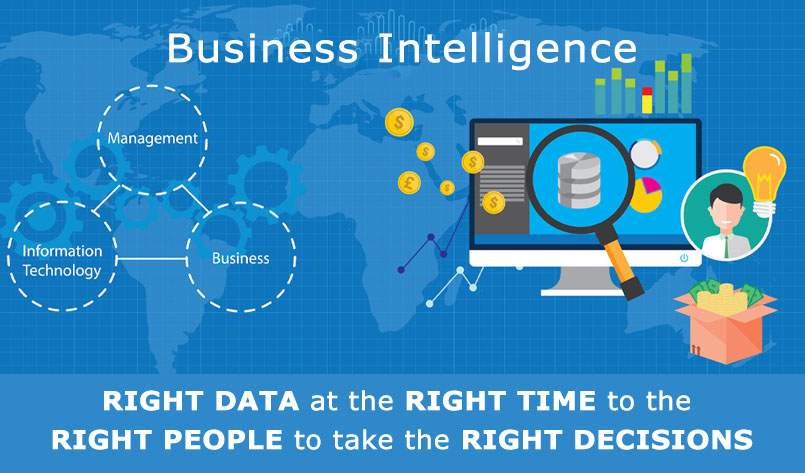 Business Intelligence
Management
Information
Technology
Business
$
$
$
£
$
$
RIGHT DATA at the RIGHT TIME to the
RIGHT PEOPLE to take the RIGHT DECISIONS